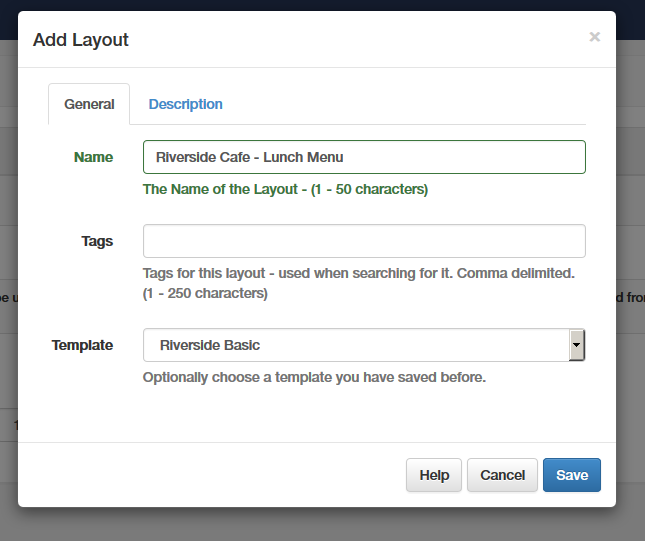 Add Layout
×
General Description
Name Riverside Cafe - Lunch Menu
The Name of the Layout - (1 - 50 characters)
Tags
Tags for this layout - used when searching for it. Comma delimited.
(1 - 250 characters)
Template Riverside Basic
Optionally choose a template you have saved before.
Help Cancel Save